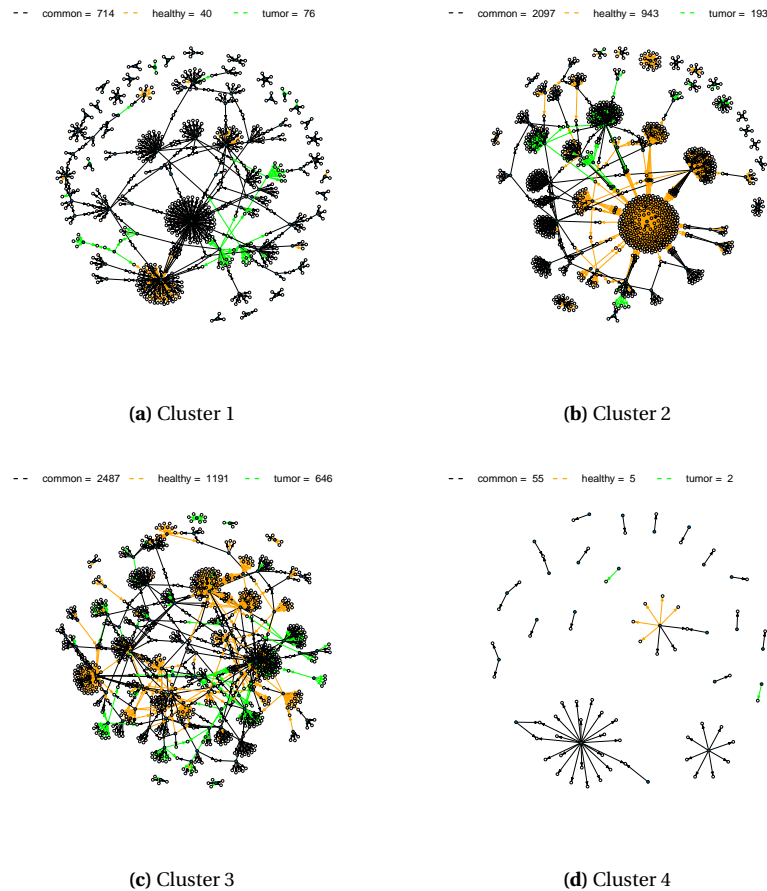 common = 714 healthy = 40 tumor = 76
common = 2097 healthy = 943 tumor = 193
(a) Cluster 1
(b) Cluster 2
common = 2487 healthy = 1191 tumor = 646
common = 55 healthy = 5 tumor = 2
(c) Cluster 3
(d) Cluster 4